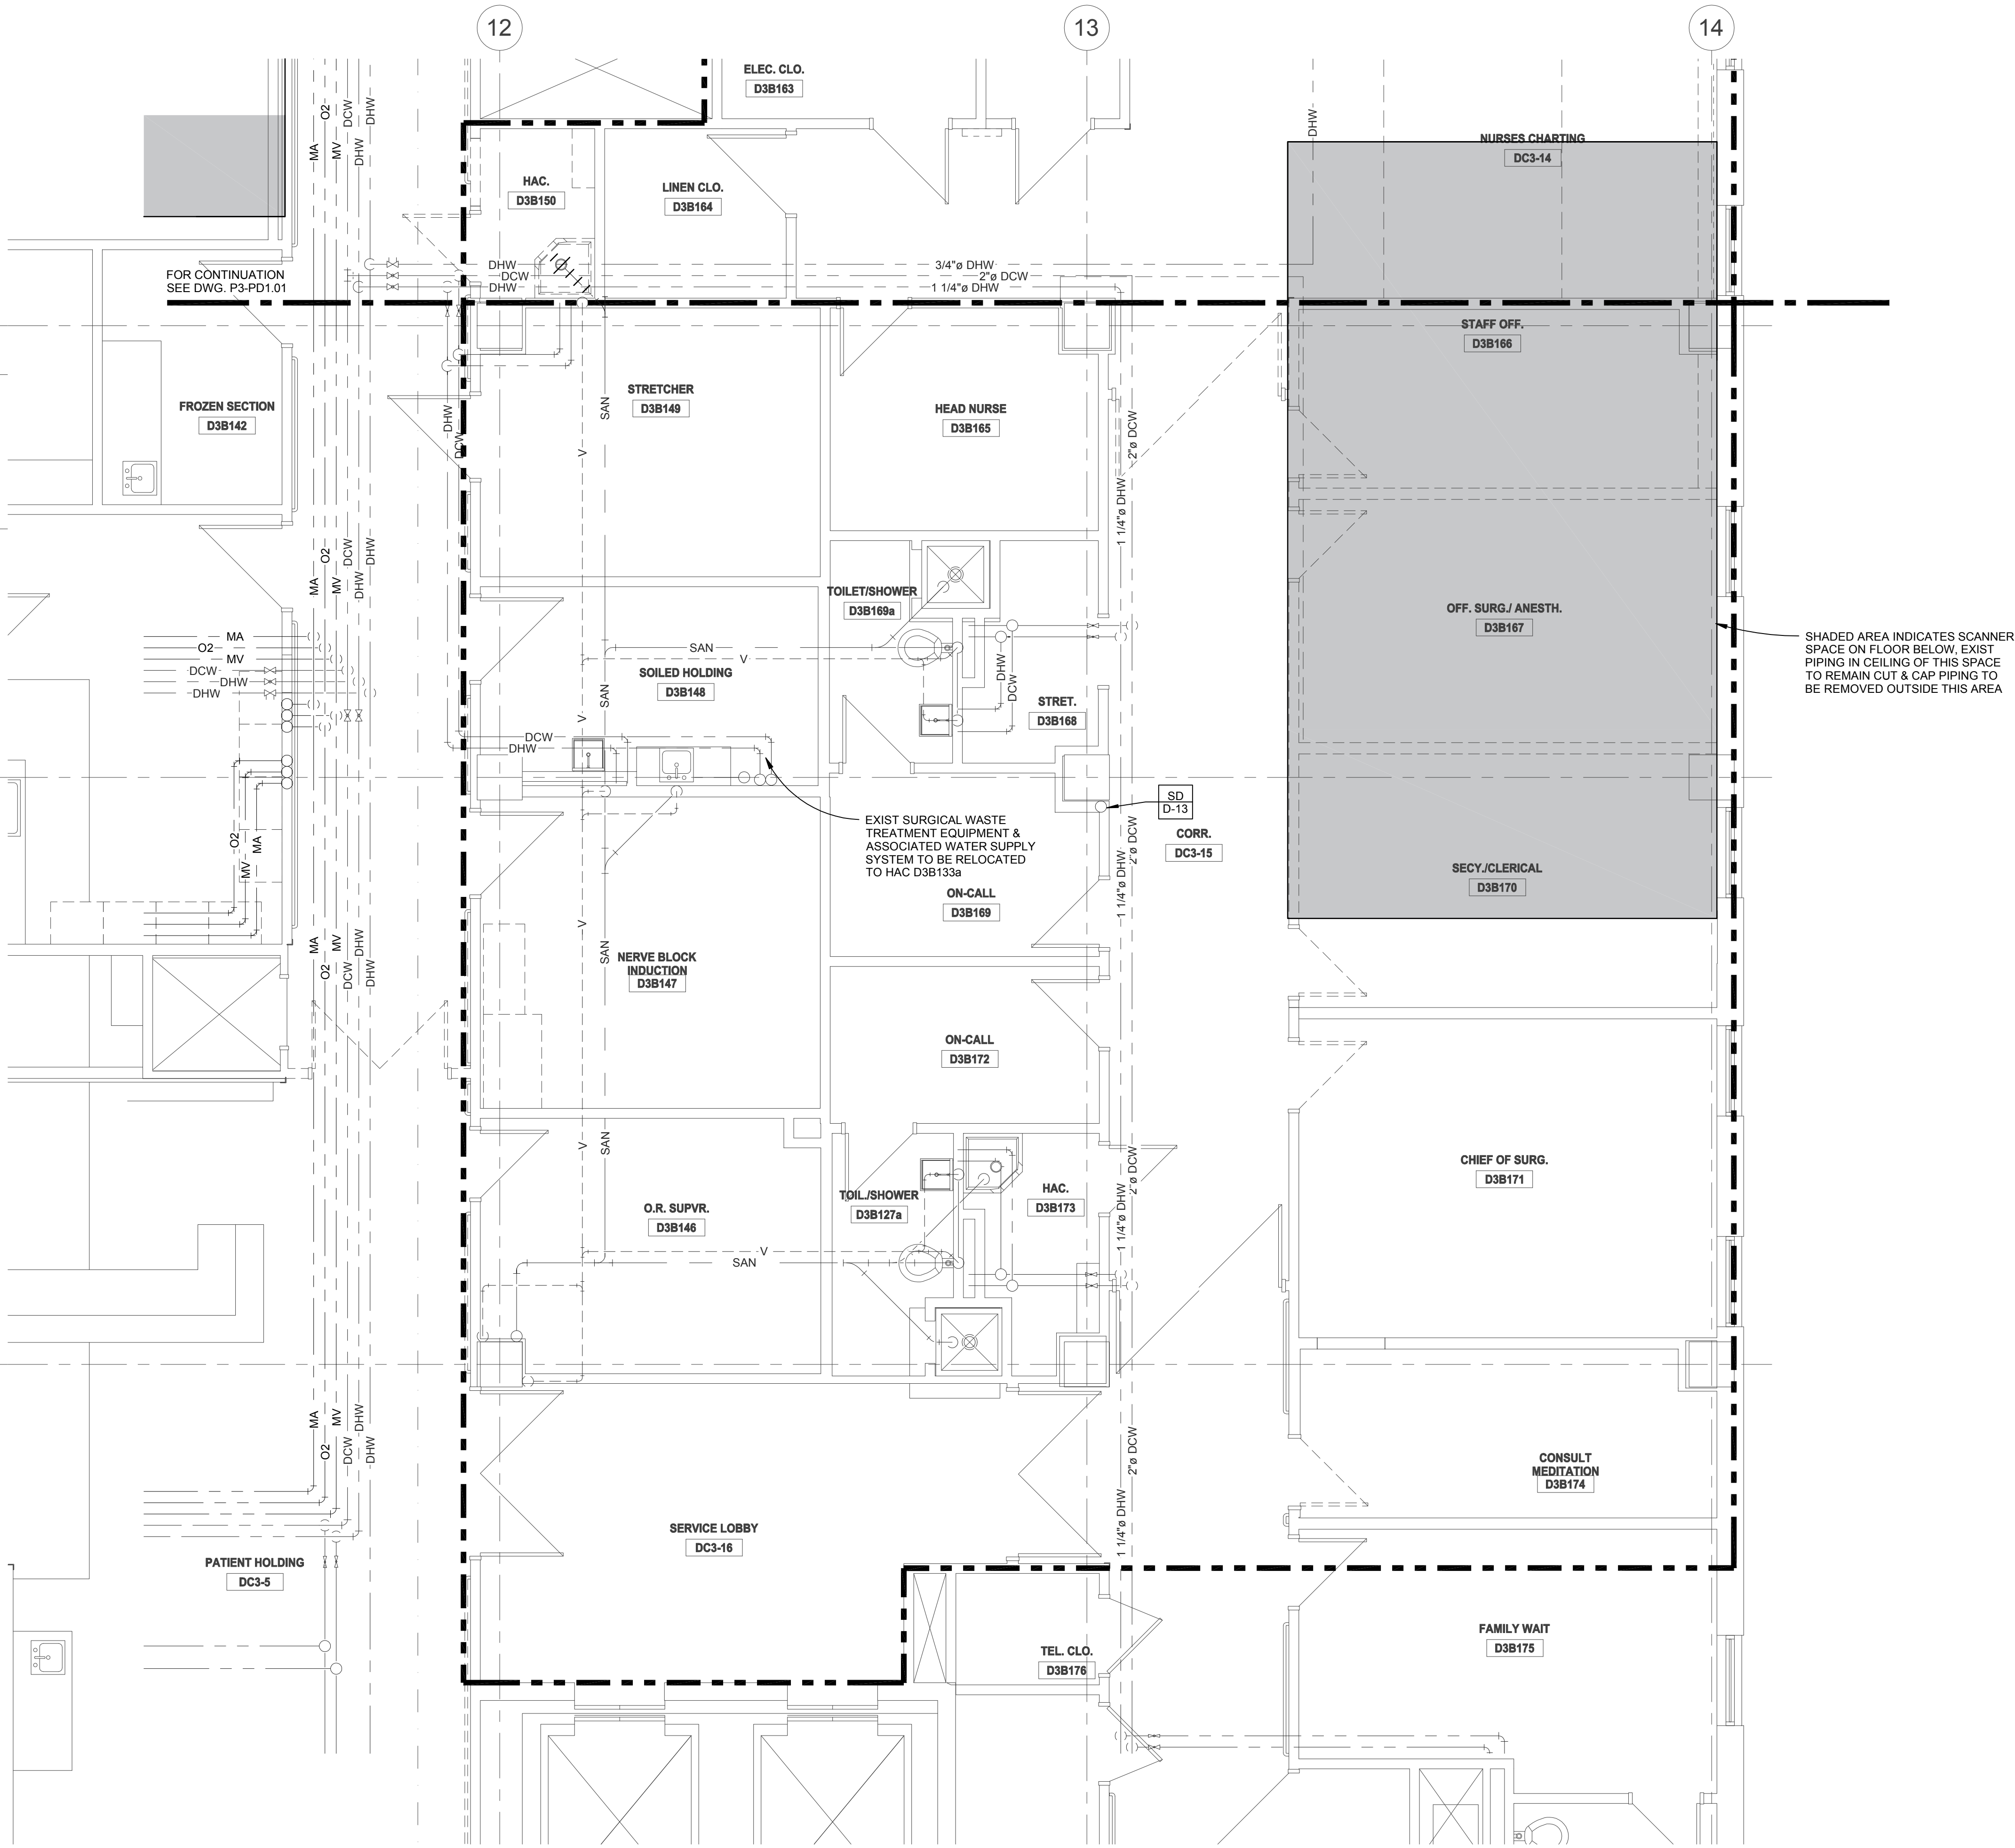 12
13
14
ELEC. CLO.
D3B163
O2
DCW
DHW
MA
MV
DHW
DHW
NURSES CHARTING
DC3-14
HAC.
D3B150
LINEN CLO.
D3B164
FOR CONTINUATION
SEE DWG. P3-PD1.01
DHW
DCW
DHW
3/4"ø DHW
2"ø DCW
1 1/4"ø DHW
STAFF OFF.
D3B166
FROZEN SECTION
D3B142
STRETCHER
D3B149
HEAD NURSE
D3B165
DHW
DCW
SAN
V
2"ø DCW
1 1/4"ø DHW
MA
O2
MV
DCW
DHW
DHW
TOILET/SHOWER
D3B169a
OFF. SURG./ ANESTH.
D3B167
SHADED AREA INDICATES SCANNER
SPACE ON FLOOR BELOW, EXIST
PIPING IN CEILING OF THIS SPACE
TO REMAIN CUT & CAP PIPING TO
BE REMOVED OUTSIDE THIS AREA
MA
O2
MV
DCW
DHW
DHW
SAN
V
SOILED HOLDING
D3B148
SAN
V
DHW
DCW
STRET.
D3B168
DCW
DHW
SD
D-13
EXIST SURGICAL WASTE
TREATMENT EQUIPMENT &
ASSOCIATED WATER SUPPLY
SYSTEM TO BE RELOCATED
TO HAC D3B133a
CORR.
DC3-15
O2
MV
MA
2"ø DCW
1 1/4"ø DHW
ON-CALL
D3B169
SECY./CLERICAL
D3B170
V
SAN
MA
O2
MV
DCW
DHW
DHW
NERVE BLOCK
INDUCTION
D3B147
ON-CALL
D3B172
V
SAN
CHIEF OF SURG.
D3B171
2"ø DCW
1 1/4"ø DHW
TOIL./SHOWER
D3B127a
HAC.
D3B173
O.R. SUPVR.
D3B146
V
SAN
MA
O2
MV
DCW
DHW
DHW
2"ø DCW
1 1/4"ø DHW
CONSULT
MEDITATION
D3B174
SERVICE LOBBY
DC3-16
PATIENT HOLDING
DC3-5
TEL. CLO.
D3B176
FAMILY WAIT
D3B175